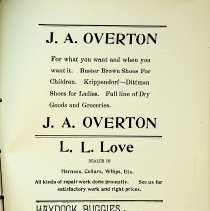 J. A. OVERTON
For what you want and when you
want it. Buster Brown Shoes For
Children. Krippendorf—Dittman
Shoes for Ladies. Full line of Dry
Goods and Groceries.
J. A. OVERTON
L. L. Love
DEALER IN
Harness, Collars, Whips, Etc.
All kinds of repair work done promptly. See us for
satisfactory work and right prices.
HAYDOCK BUGGIES.